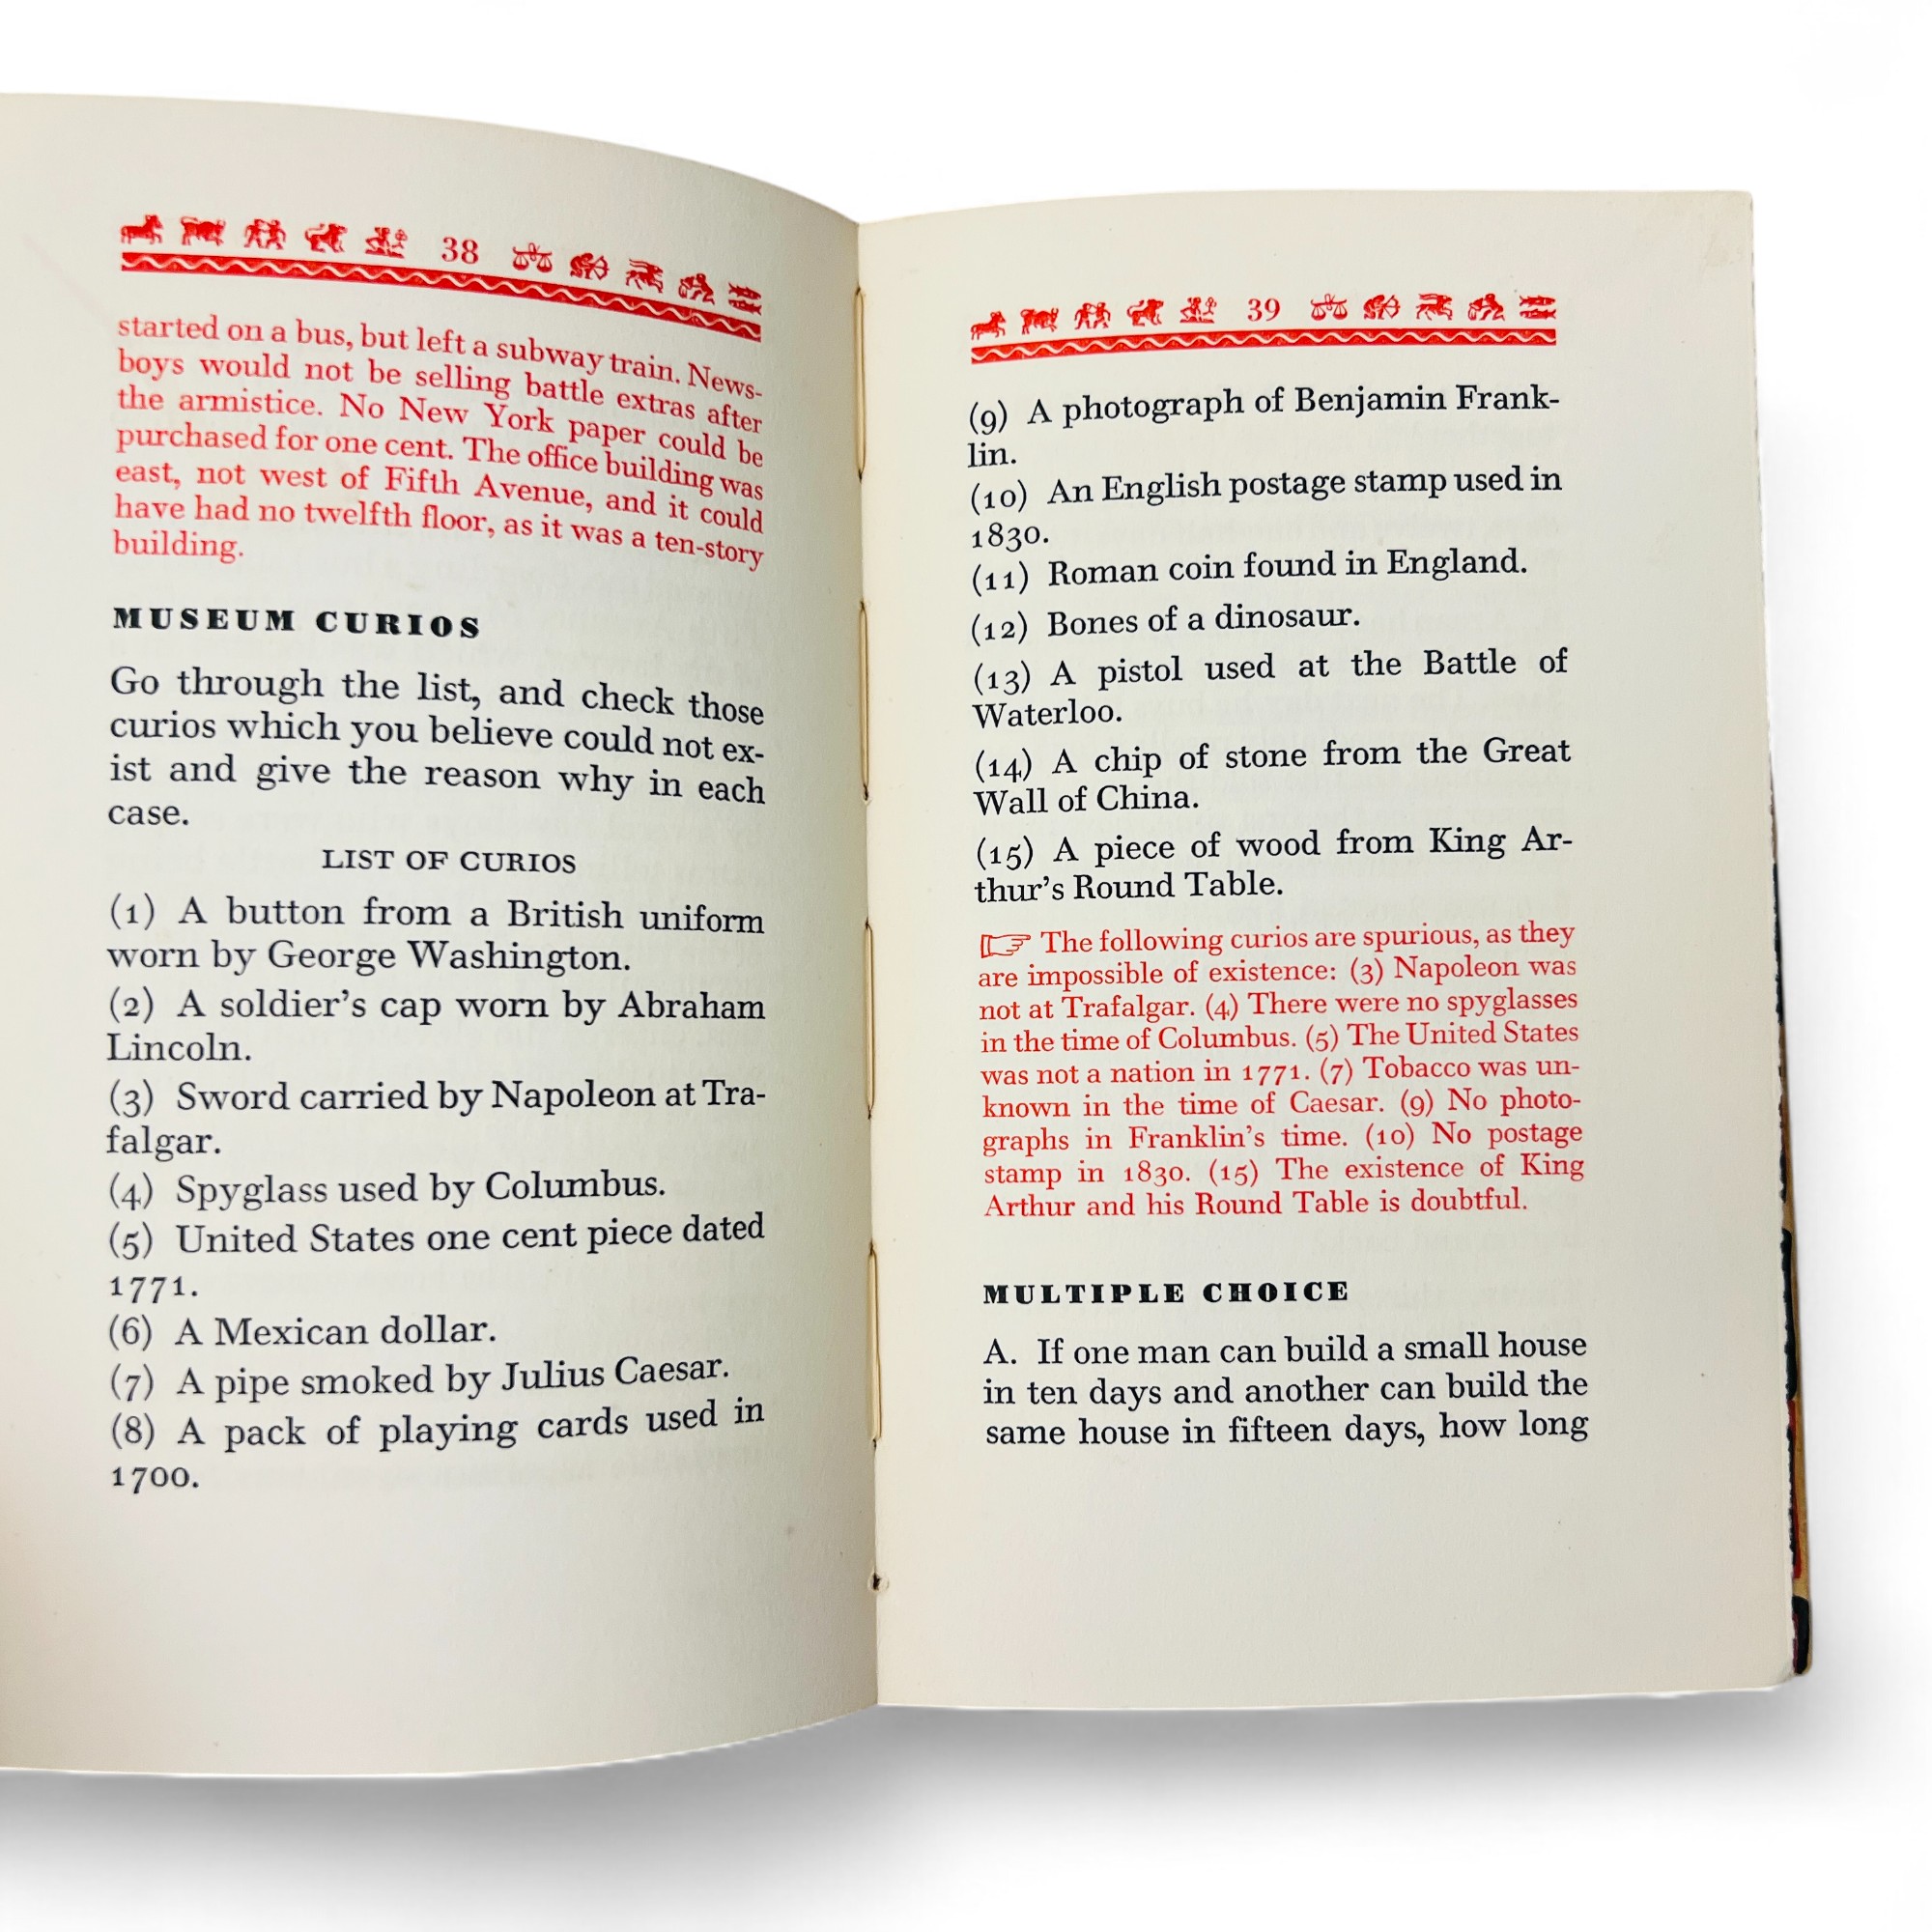 38
started on a bus, but left a subway train. News-
boys would not be selling battle extras after
the armistice. No New York paper could be
purchased for one cent. The office building was
east, not west of Fifth Avenue, and it could
have had no twelfth floor, as it was a ten-story
building.
MUSEUM CURIOS
Go through the list, and check those
curios which you believe could not ex-
ist and give the reason why in each
case.
LIST OF CURIOS
(1) A button from a British uniform
worn by George Washington.
(2) A soldier's cap worn by Abraham
Lincoln.
(3) Sword carried by Napoleon at Tra-
falgar.
(4) Spyglass used by Columbus.
(5) United States one cent piece dated
1771.
(6) A Mexican dollar.
(7) A pipe smoked by Julius Caesar.
(8) A pack of playing cards used in
1700.
39
(9) A photograph of Benjamin Frank-
lin.
(10) An English postage stamp used in
1830.
(11) Roman coin found in England.
(12) Bones of a dinosaur.
(13) A pistol used at the Battle of
Waterloo.
(14) A chip of stone from the Great
Wall of China.
(15) A piece of wood from King Ar-
thur's Round Table.
☞ The following curios are spurious, as they
are impossible of existence: (3) Napoleon was
not at Trafalgar. (4) There were no spyglasses
in the time of Columbus. (5) The United States
was not a nation in 1771. (7) Tobacco was un-
known in the time of Caesar. (9) No photo-
graphs in Franklin's time. (10) No postage
stamp in 1830. (15) The existence of King
Arthur and his Round Table is doubtful.
MULTIPLE CHOICE
A. If one man can build a small house
in ten days and another can build the
same house in fifteen days, how long